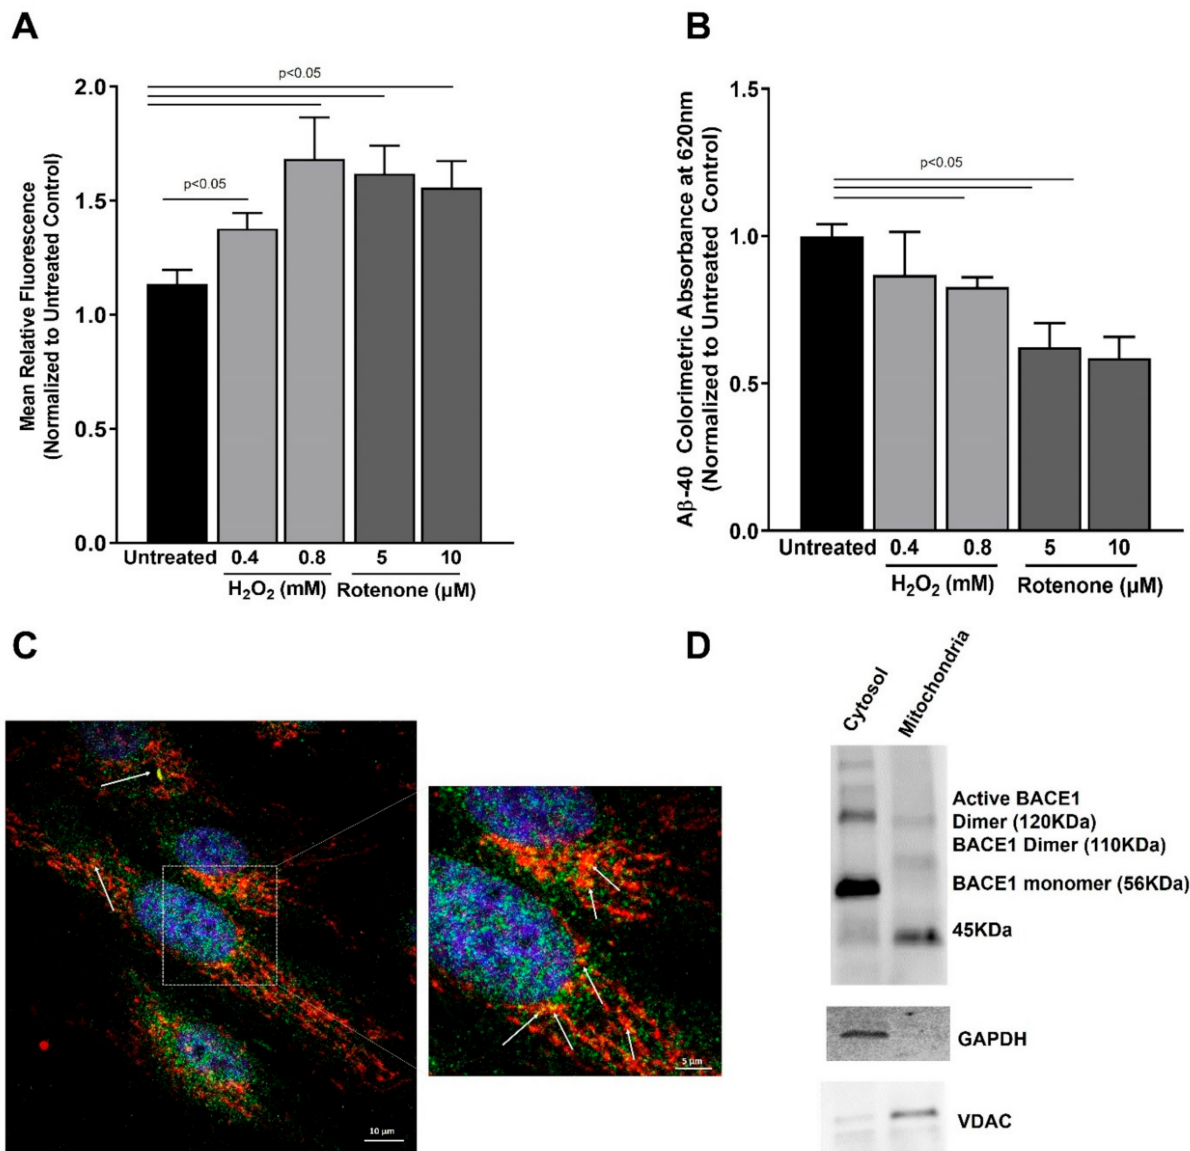 A
Mean Relative Fluorescence
(Normalized to Untreated Control)
2.0
1.5
1.0
0.5
0.0
p<0.05
p<0.05
Untreated
0.4
0.8
5
10
H₂O₂ (mM)
Rotenone (µM)
B
Aβ-40 Colorimetric Absorbance at 620nm
(Normalized to Untreated Control)
1.5
1.0
0.5
0.0
p<0.05
Untreated
0.4
0.8
5
10
H₂O₂ (mM)
Rotenone (µM)
C
10 µm
5 µm
D
Cytosol
Mitochondria
Active BACE1
Dimer (120KDa)
BACE1 Dimer (110KDa)
BACE1 monomer (56KDa)
45KDa
GAPDH
VDAC